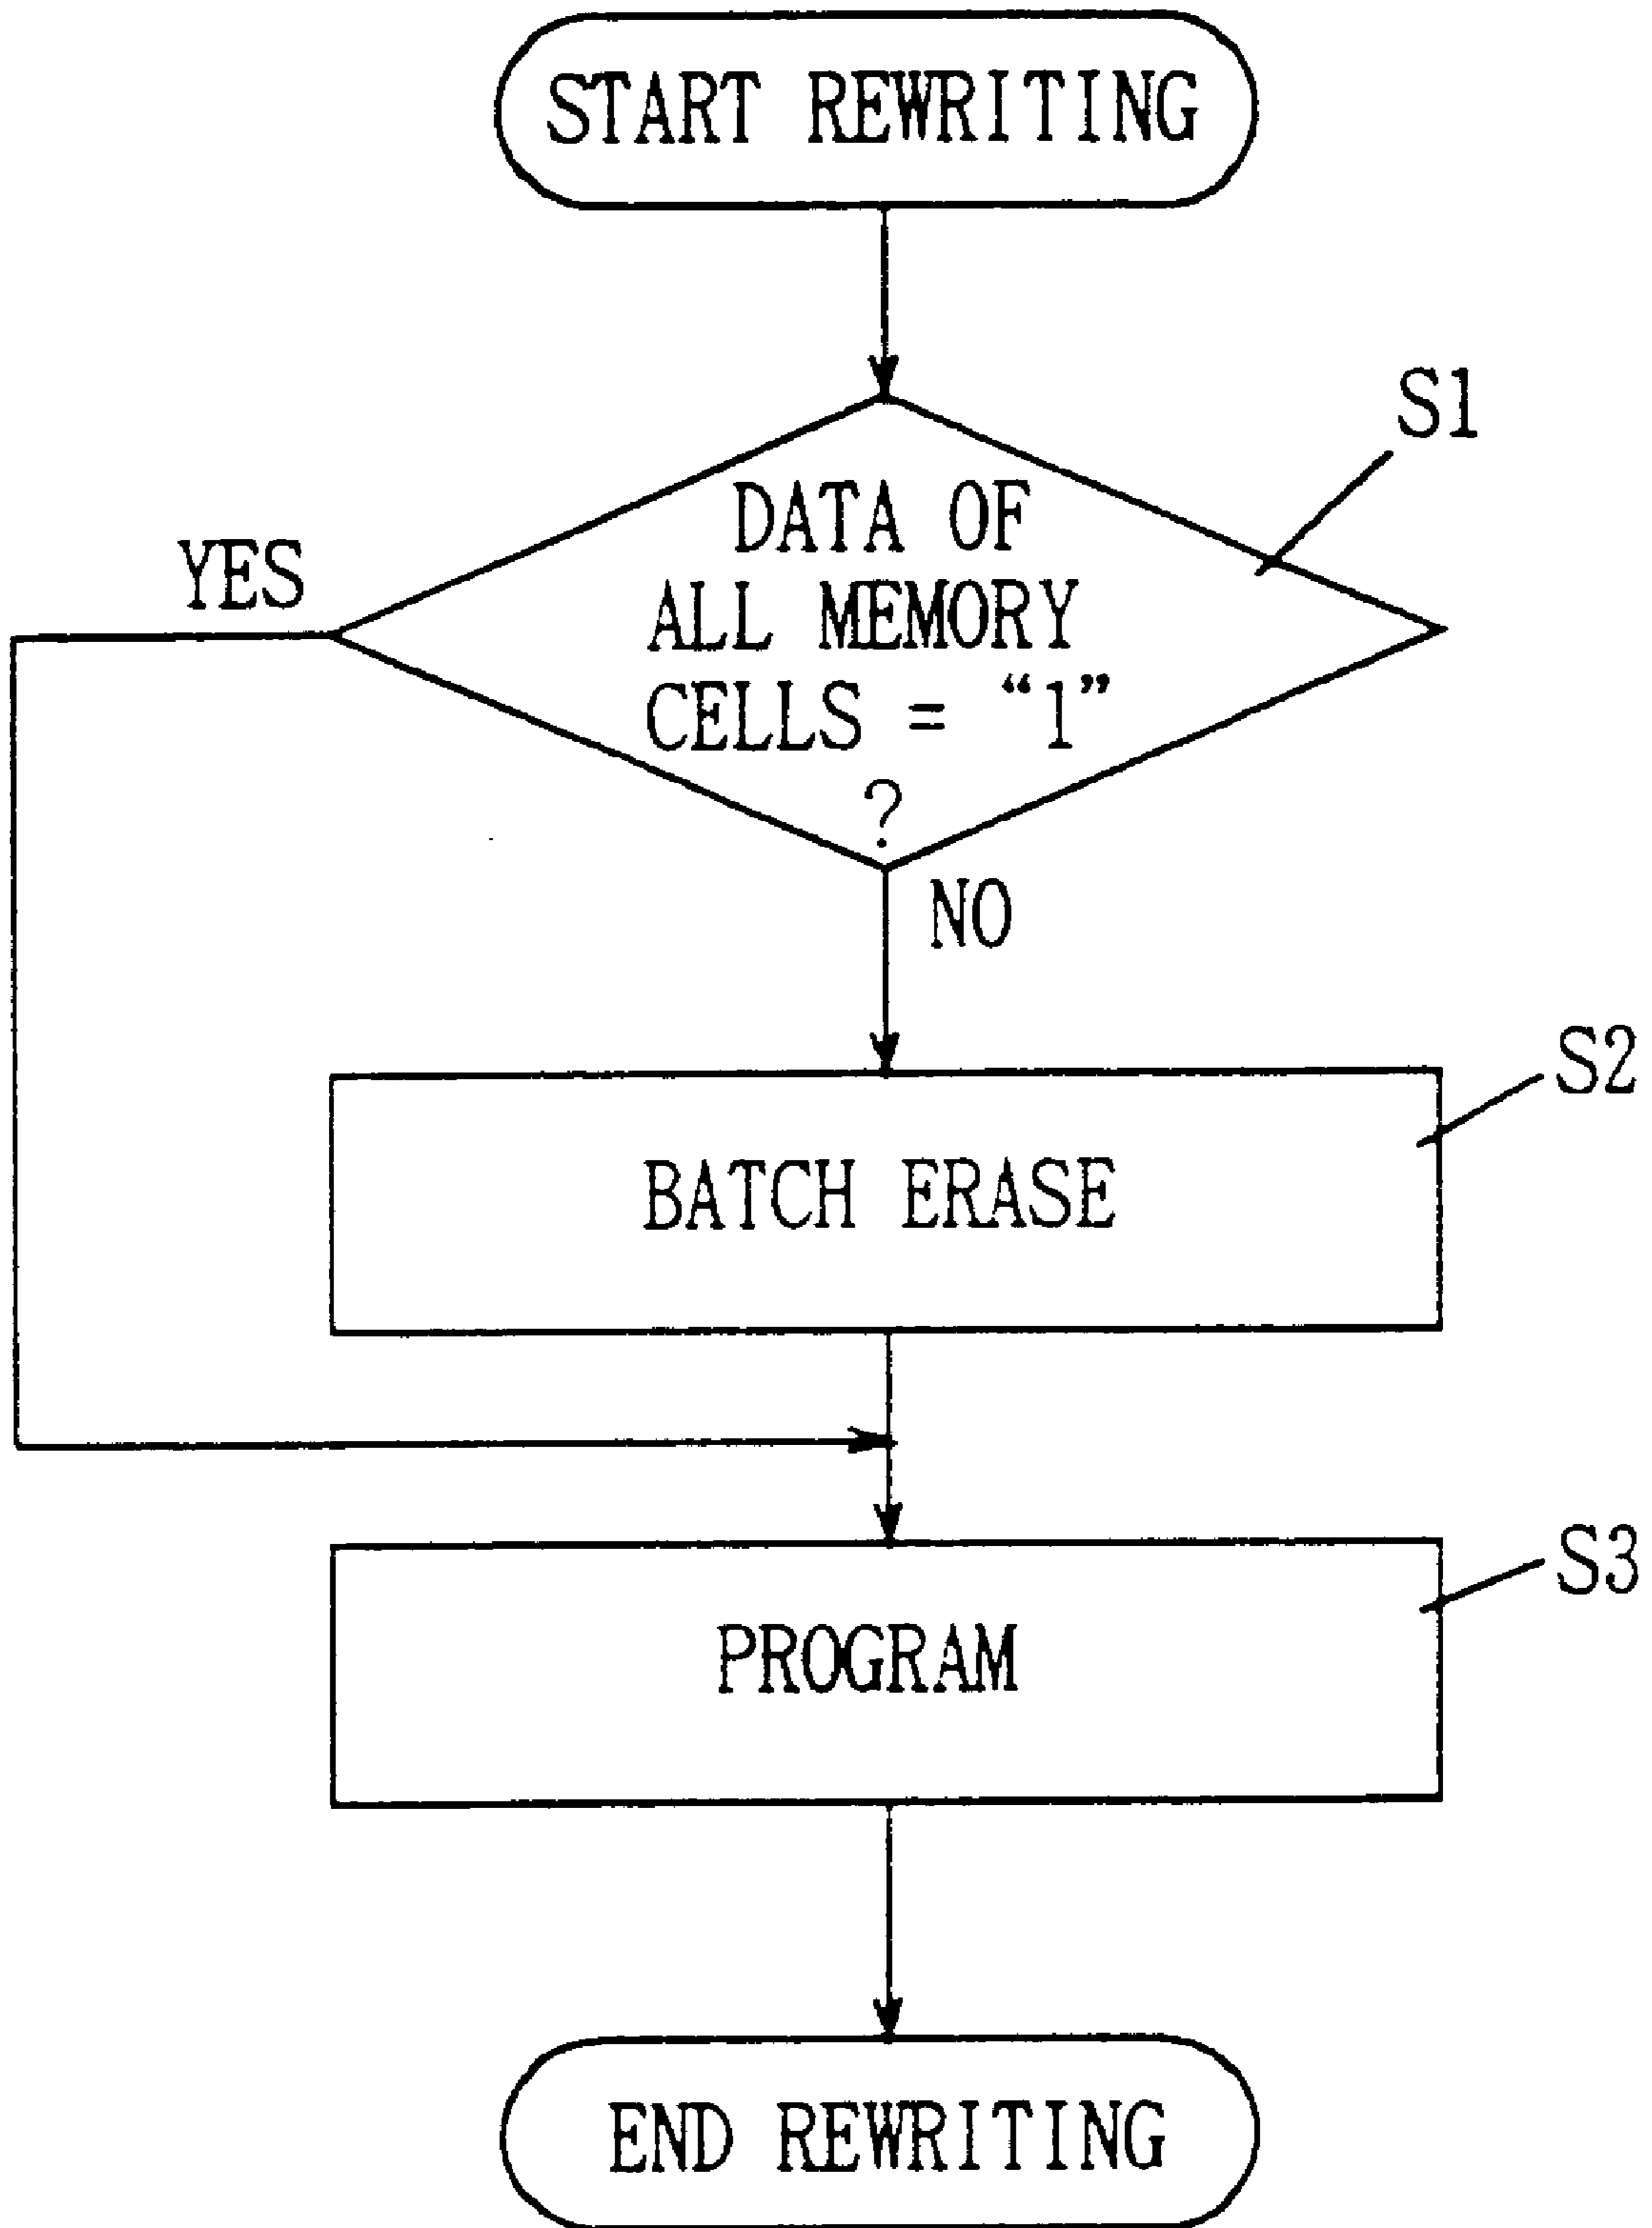 START REWRITING
S1
DATA OF
YES
ALL MEMORY
CELLS = “1”
?
NO
S2
BATCH ERASE
S3
PROGRAM
END REWRITING